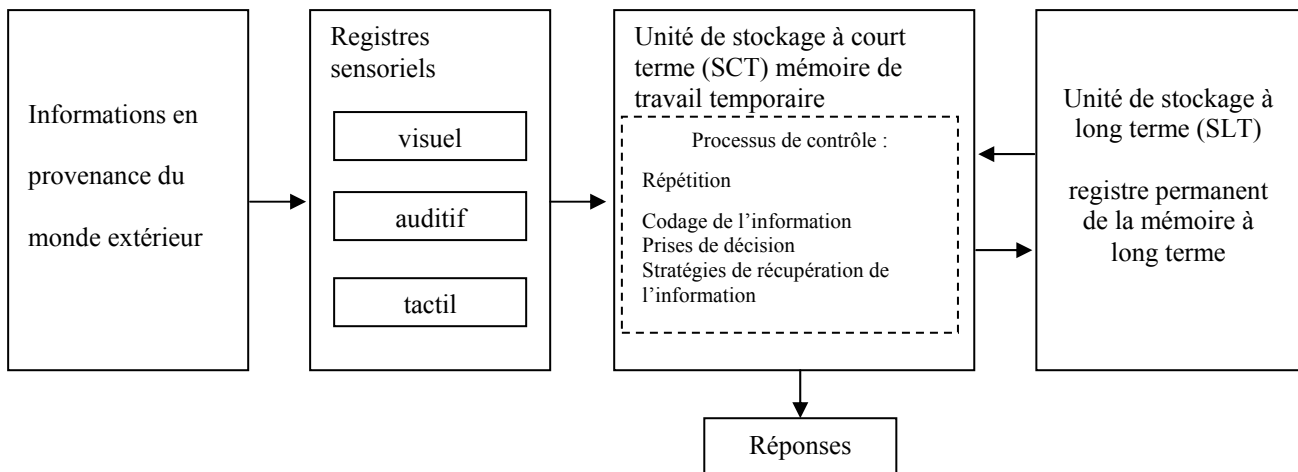 Informations en
provenance du
monde extérieur
Registres
sensoriels
visuel
auditif
tactil
Unité de stockage à court
terme (SCT) mémoire de
travail temporaire
Processus de contrôle :
Répétition
Codage de l’information
Prises de décision
Stratégies de récupération de
l’information
Unité de stockage à
long terme (SLT)
registre permanent
de la mémoire à
long terme
Réponses